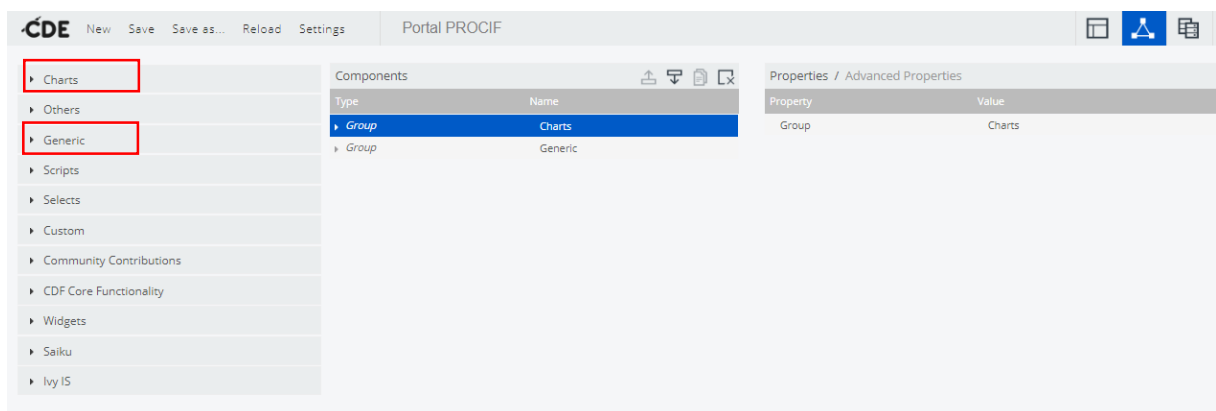 CDE New Save Save as... Reload Settings Portal PROCIF
Charts
Others
Generic
Scripts
Selects
Custom
Community Contributions
CDF Core Functionality
Widgets
Saiku
Ivy IS
Components
Type Name
Group Charts
Group Generic
Properties / Advanced Properties
Property Value
Group Charts